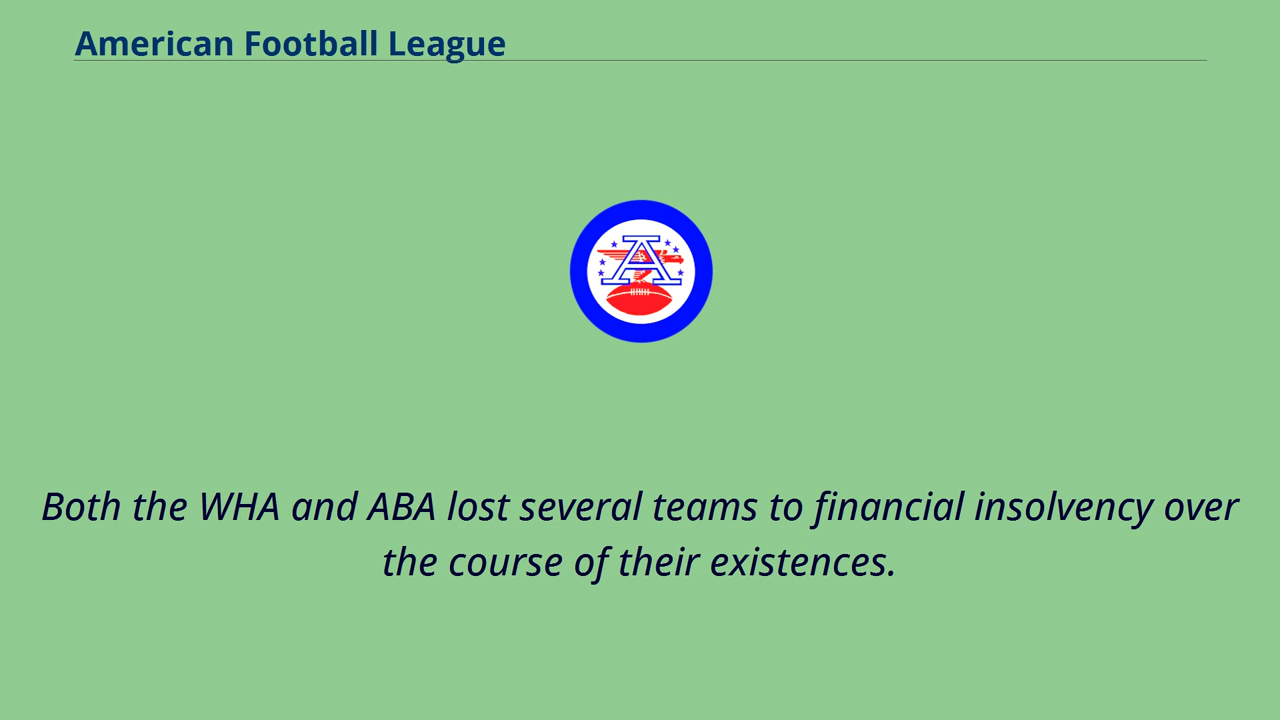 American Football League
A
Both the WHA and ABA lost several teams to financial insolvency over
the course of their existences.